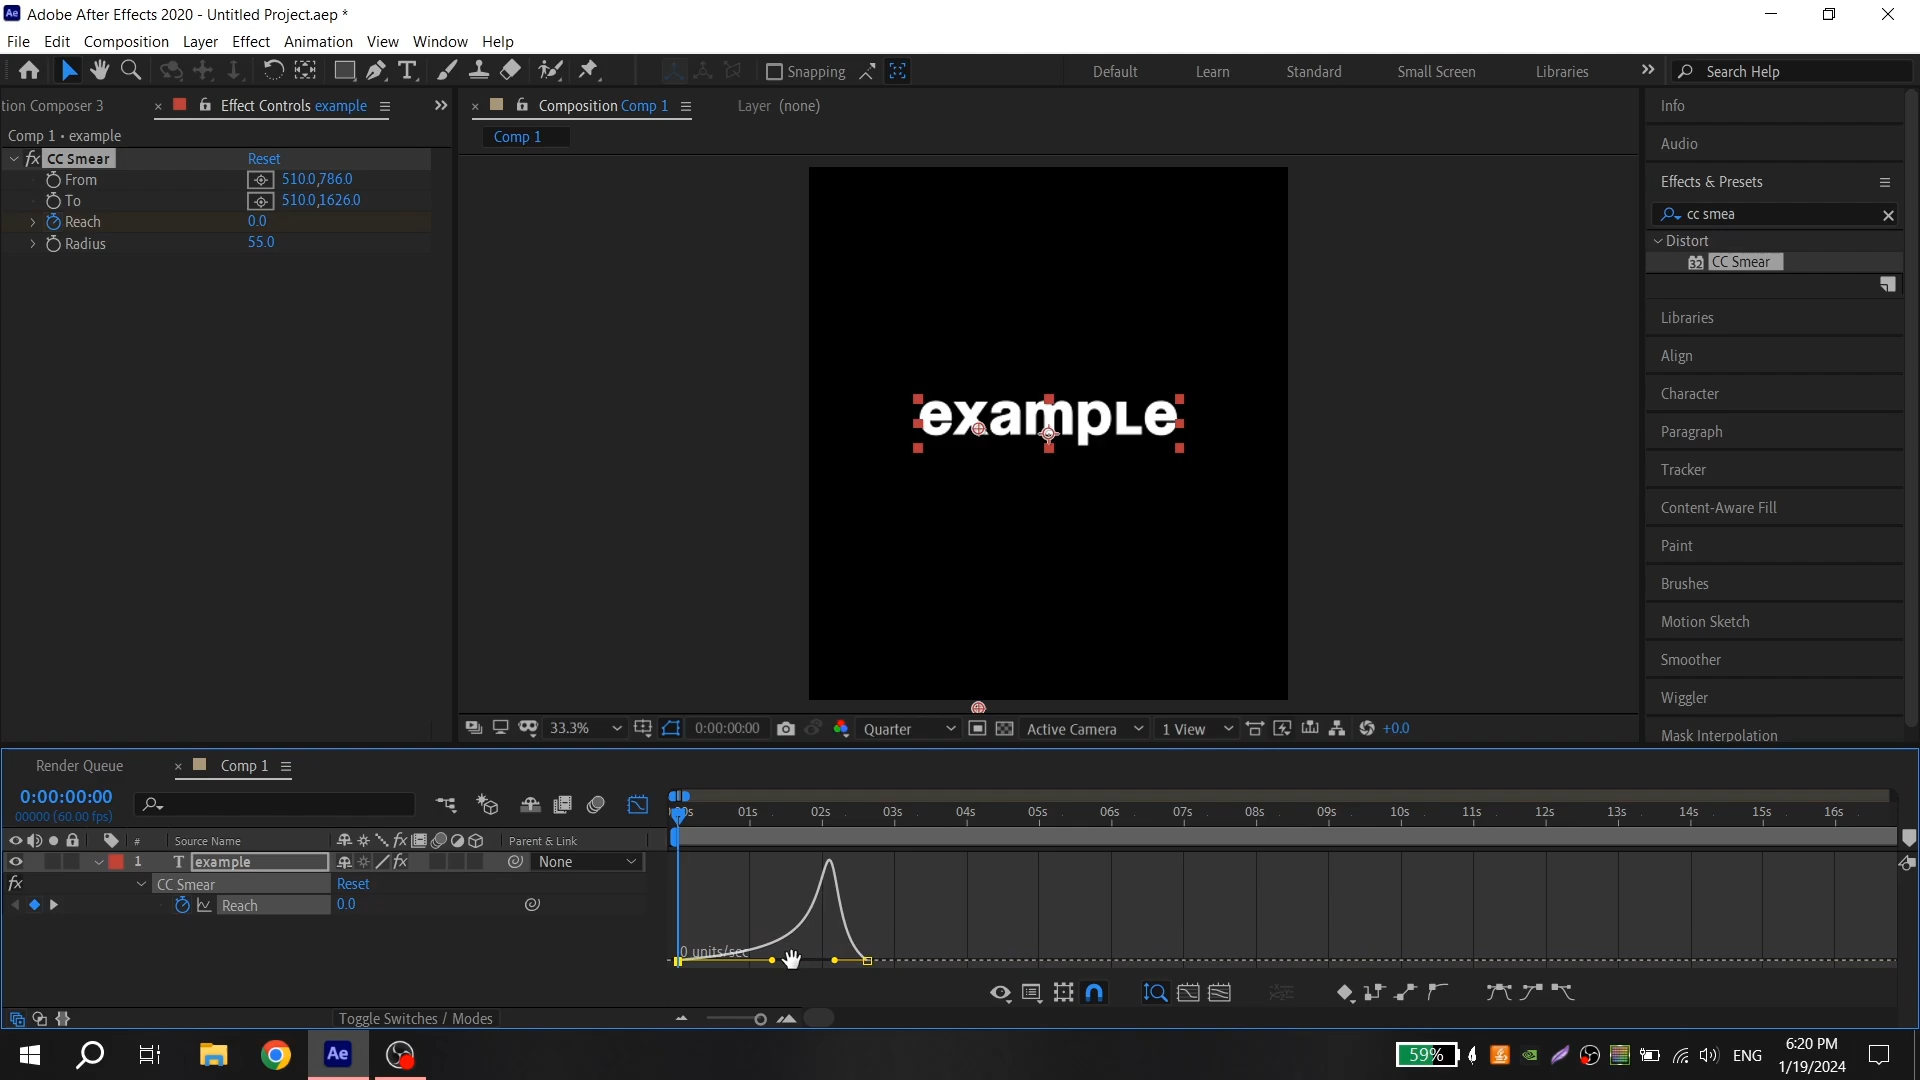 Adobe After Effects 2020 - Untitled Project.aep *
File Edit Composition Layer Effect Animation View Window Help
Snapping
Default Learn Standard Small Screen Libraries
Search Help
tion Composer 3
Effect Controls example
Comp 1 • example
fx CC Smear Reset
From 510.0,786.0
To 510.0,1626.0
Reach 0.0
Radius 55.0
Composition Comp 1
Layer (none)
Comp 1
example
33.3% 0:00:00:00 Quarter Active Camera 1 View +0.0
Info
Audio
Effects & Presets
cc smea
Distort
32 CC Smear
Libraries
Align
Character
Paragraph
Tracker
Content-Aware Fill
Paint
Brushes
Motion Sketch
Smoother
Wiggler
Mask Interpolation
Render Queue Comp 1
0:00:00:00
00000 (60.00 fps)
01s 02s 03s 04s 05s 06s 07s 08s 09s 10s 11s 12s 13s 14s 15s 16s
# Source Name fx Parent & Link
1 T example fx None
fx CC Smear Reset
Reach 0.0
0 units/sec
Toggle Switches / Modes
Ae
59% ENG
6:20 PM
1/19/2024